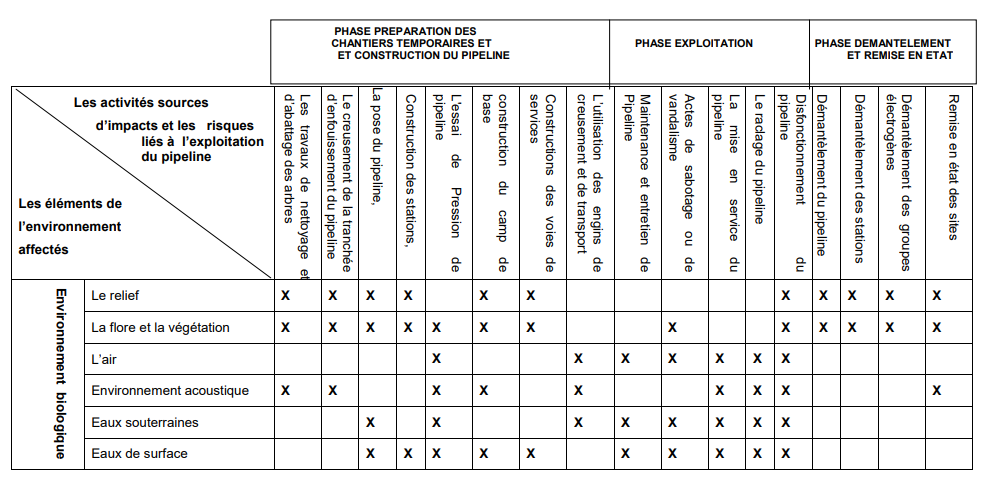 PHASE PREPARATION DES
CHANTIERS TEMPORAIRES ET
ET CONSTRUCTION DU PIPELINE
PHASE EXPLOITATION
PHASE DEMANTELEMENT
ET REMISE EN ETAT
Les activités sources
d'impacts et les risques
liés à l'exploitation
du pipeline
Les éléments de
l'environnement
affectés
Les travaux de nettoyage et
d'abattage des arbres
Le creusement de la tranchée
d'enfouissement du pipeline
La pose du pipeline,
Construction des stations,
L'essai de Pression de
pipeline
construction du camp de
base
Constructions des voies de
services
L'utilisation des engins de
creusement et de transport
Maintenance et entretien de
Pipeline
Actes de sabotage ou de
vandalisme
La mise en service du
pipeline
Le raclage du pipeline
Disfonctionnement du
pipeline
Démantèlement du pipeline
Démantèlement des stations
Démantèlement des groupes
électrogènes
Remise en état des sites
Environnement biologique
Le relief X X X X X X X X X X X
La flore et la végétation X X X X X X X X X X X X X
L'air X X X X X X X
Environnement acoustique X X X X X X X X X
Eaux souterraines X X X X X X X X
Eaux de surface X X X X X X X X X X